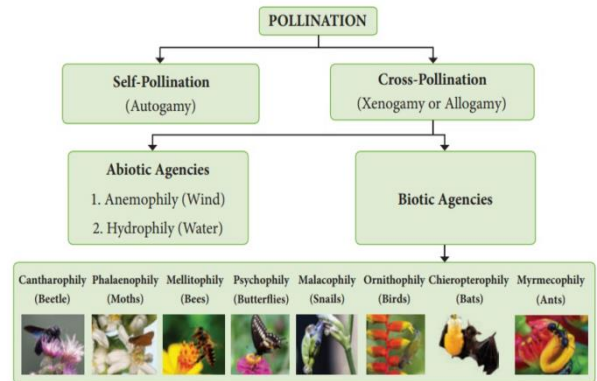 POLLINATION
Self-Pollination
(Autogamy)
Cross-Pollination
(Xenogamy or Allogamy)
Abiotic Agencies
1. Anemophily (Wind)
2. Hydrophily (Water)
Biotic Agencies
Cantharophily
(Beetle)
Phalaenophily
(Moths)
Mellitophily
(Bees)
Psychophily
(Butterflies)
Malacophily
(Snails)
Ornithophily
(Birds)
Chieropterophily
(Bats)
Myrmecophily
(Ants)